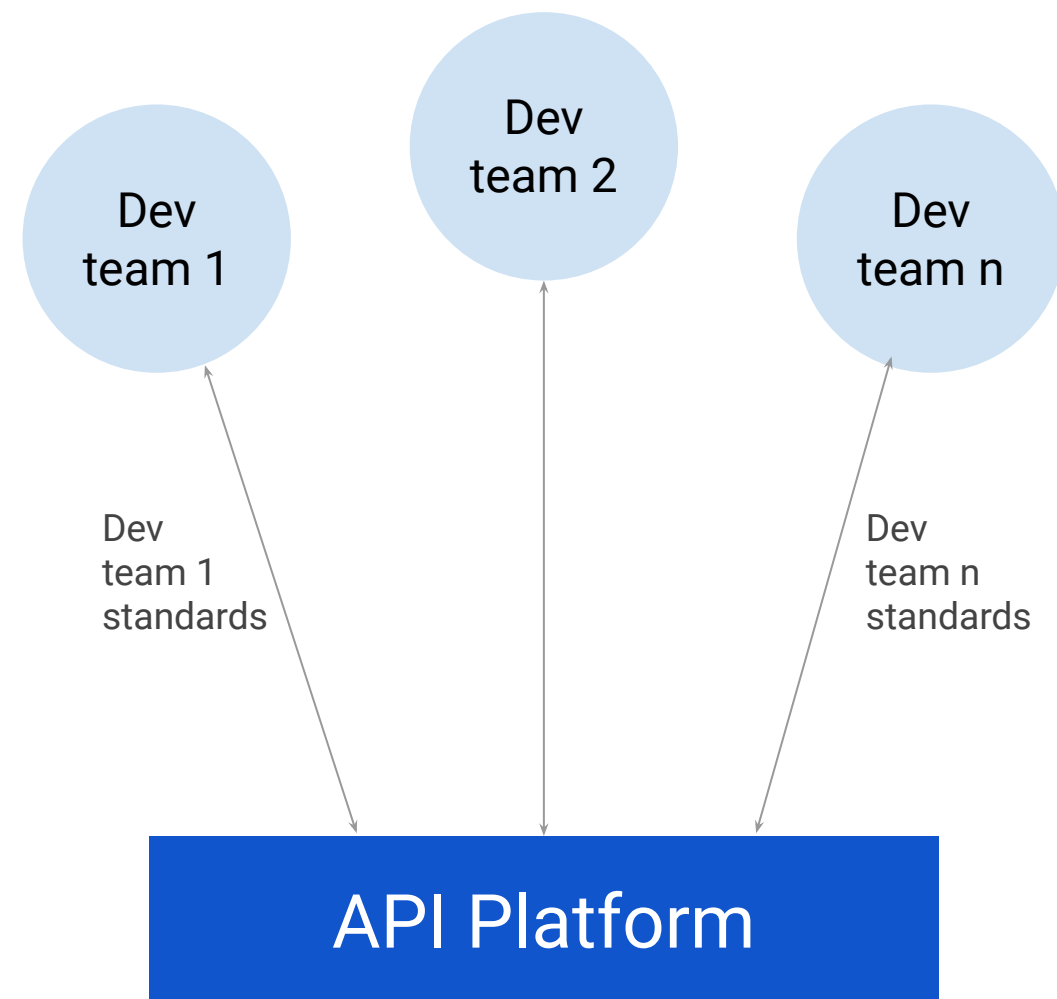 Dev
team 1
Dev
team 2
Dev
team n
Dev
team 1
standards
Dev
team n
standards
API Platform